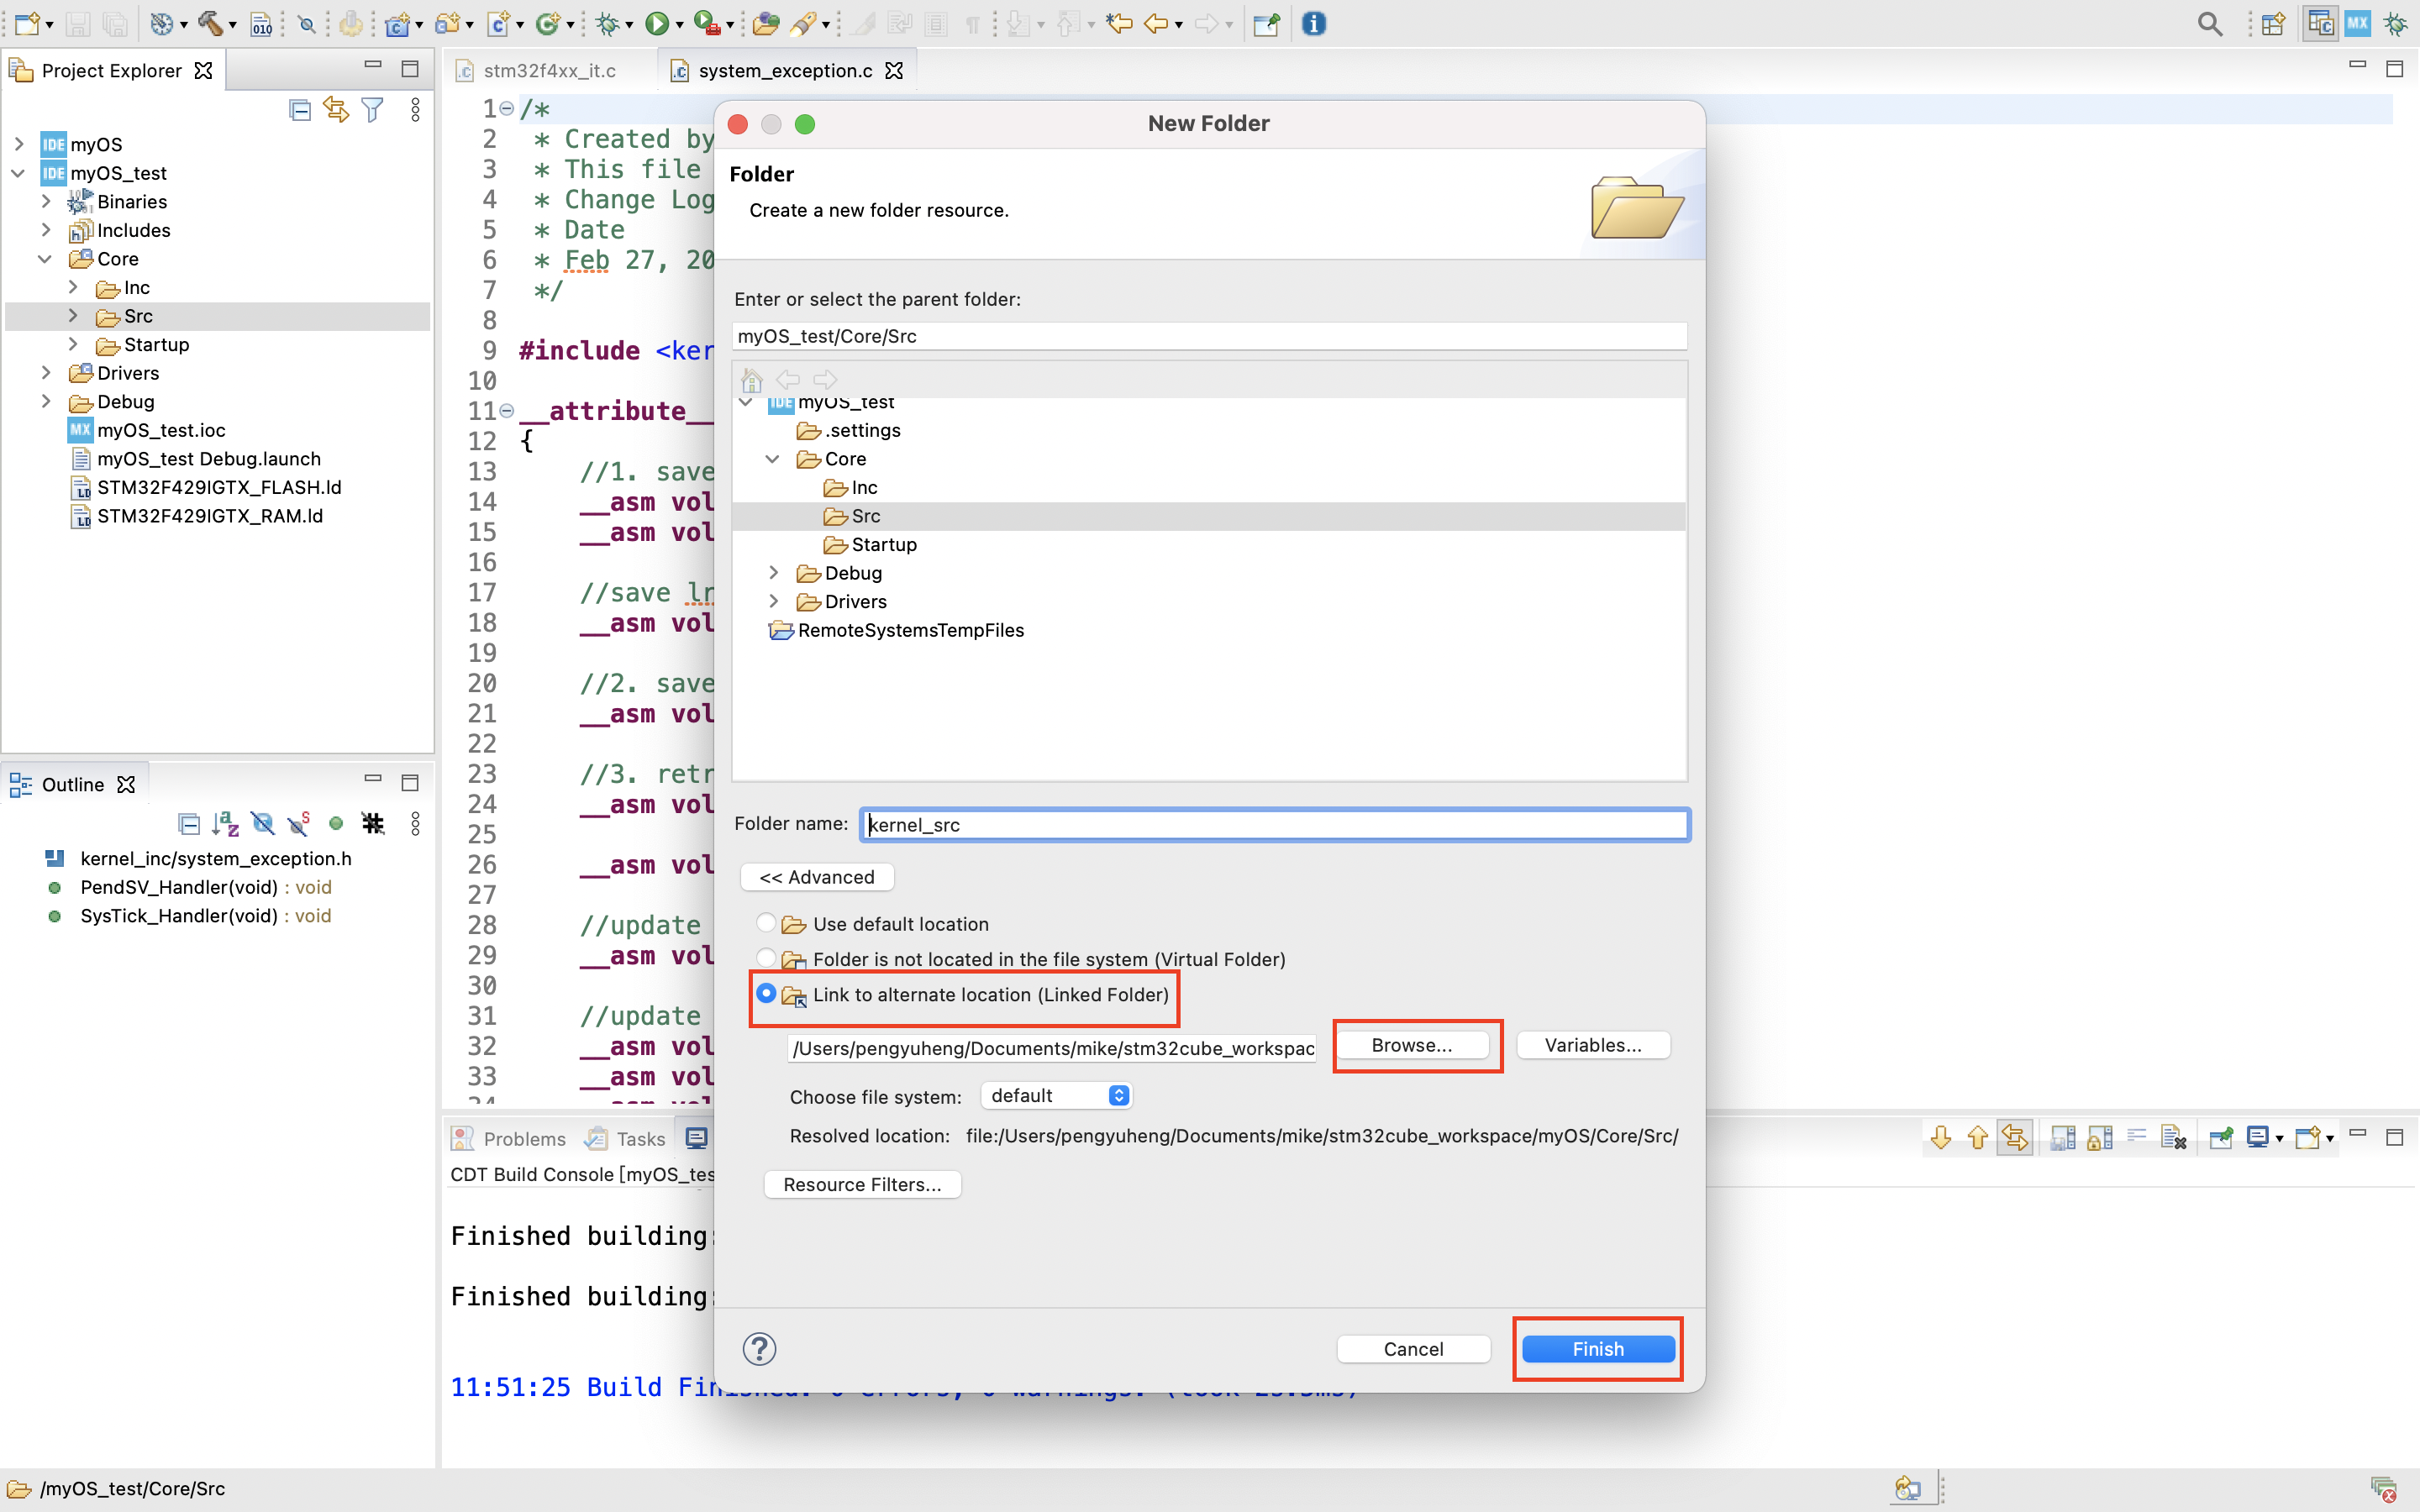 Project Explorer
myOS
myOS_test
Binaries
Includes
Core
Inc
Src
Startup
Drivers
Debug
myOS_test.ioc
myOS_test Debug.launch
STM32F429IGTX_FLASH.ld
STM32F429IGTX_RAM.ld
Outline
kernel_inc/system_exception.h
PendSV_Handler(void) : void
SysTick_Handler(void) : void
stm32f4xx_it.c
system_exception.c
1 /*
2 * Created by
3 * This file
4 * Change Log
5 * Date
6 * Feb 27, 20
7 */
8
9 #include <ker
10
11 __attribute__
12 {
13 //1. save
14 __asm vol
15 __asm vol
16
17 //save lr
18 __asm vol
19
20 //2. save
21 __asm vol
22
23 //3. retr
24 __asm vol
25
26 __asm vol
27
28 //update
29 __asm vol
30
31 //update
32 __asm vol
33 __asm vol
New Folder
Folder
Create a new folder resource.
Enter or select the parent folder:
myOS_test/Core/Src
myOS_test
.settings
Core
Inc
Src
Startup
Debug
Drivers
RemoteSystemsTempFiles
Folder name: kernel_src
<< Advanced
Use default location
Folder is not located in the file system (Virtual Folder)
Link to alternate location (Linked Folder)
/Users/pengyuheng/Documents/mike/stm32cube_workspac
Browse...
Variables...
Choose file system: default
Resolved location: file:/Users/pengyuheng/Documents/mike/stm32cube_workspace/myOS/Core/Src/
Resource Filters...
Cancel
Finish
Problems
Tasks
CDT Build Console [myOS_tes
Finished building:
Finished building:
11:51:25 Build Finished. 0 errors, 0 warnings.
/myOS_test/Core/Src